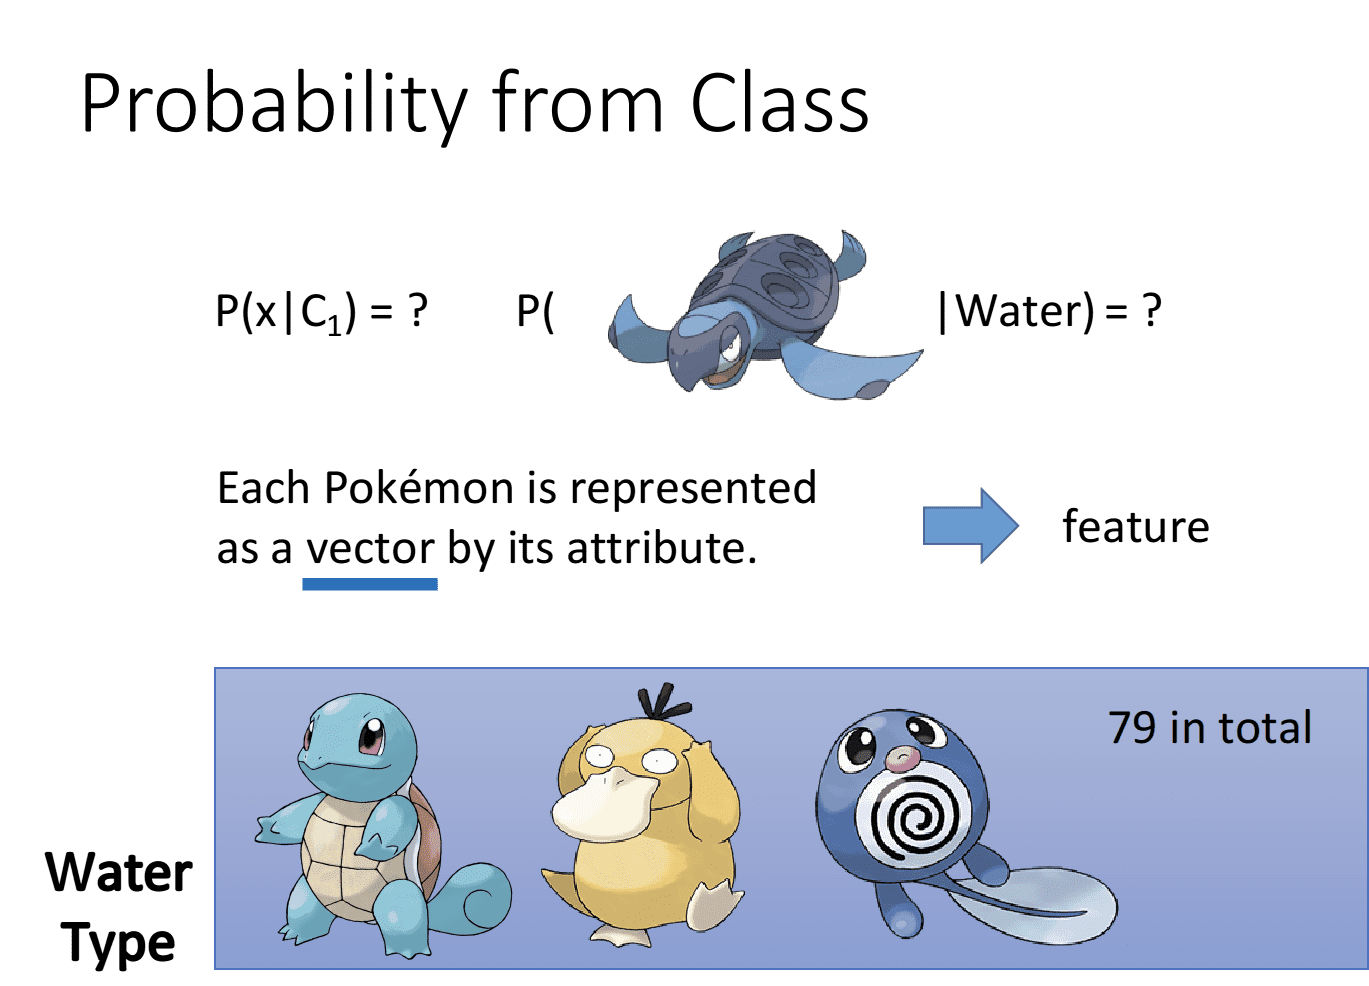 Probability from Class
P(x|C₁) = ? P( |Water) = ?
Each Pokémon is represented
as a vector by its attribute.
feature
79 in total
Water
Type